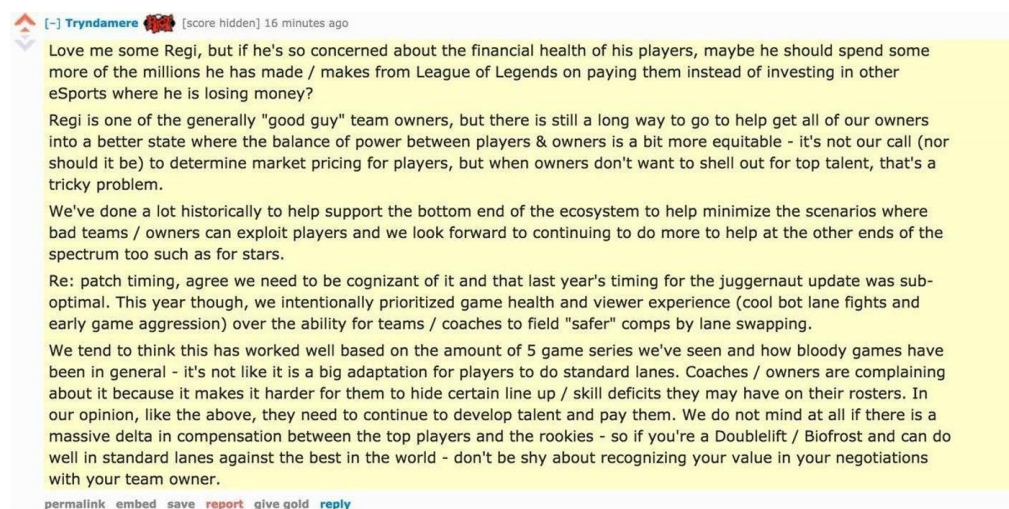 [-] Tryndamere [score hidden] 16 minutes ago
Love me some Regi, but if he's so concerned about the financial health of his players, maybe he should spend some
more of the millions he has made / makes from League of Legends on paying them instead of investing in other
eSports where he is losing money?
Regi is one of the generally "good guy" team owners, but there is still a long way to go to help get all of our owners
into a better state where the balance of power between players & owners is a bit more equitable - it's not our call (nor
should it be) to determine market pricing for players, but when owners don't want to shell out for top talent, that's a
tricky problem.
We've done a lot historically to help support the bottom end of the ecosystem to help minimize the scenarios where
bad teams / owners can exploit players and we look forward to continuing to do more to help at the other ends of the
spectrum too such as for stars.
Re: patch timing, agree we need to be cognizant of it and that last year's timing for the juggernaut update was sub-
optimal. This year though, we intentionally prioritized game health and viewer experience (cool bot lane fights and
early game aggression) over the ability for teams / coaches to field "safer" comps by lane swapping.
We tend to think this has worked well based on the amount of 5 game series we've seen and how bloody games have
been in general - it's not like it is a big adaptation for players to do standard lanes. Coaches / owners are complaining
about it because it makes it harder for them to hide certain line up / skill deficits they may have on their rosters. In
our opinion, like the above, they need to continue to develop talent and pay them. We do not mind at all if there is a
massive delta in compensation between the top players and the rookies - so if you're a Doublelift / Biofrost and can do
well in standard lanes against the best in the world - don't be shy about recognizing your value in your negotiations
with your team owner.
permalink embed save report give gold reply